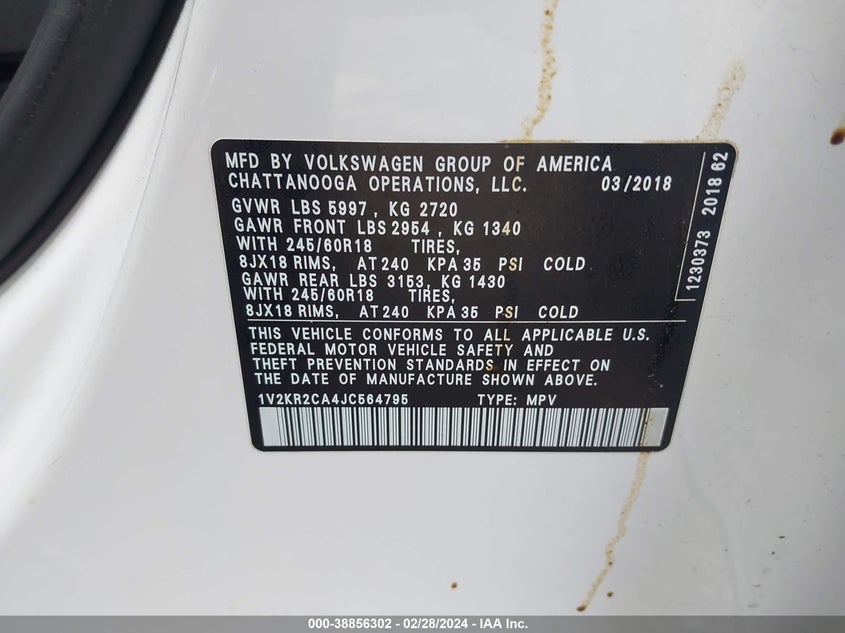 MFD BY VOLKSWAGEN GROUP OF AMERICA
CHATTANOOGA OPERATIONS, LLC. 03/2018
GVWR LBS 5997 , KG 2720
GAWR FRONT LBS 2954 , KG 1340
WITH 245/60R18 TIRES,
8JX18 RIMS, AT 240 KPA 35 PSI COLD
GAWR REAR LBS 3153, KG 1430
WITH 245/60R18 TIRES,
8JX18 RIMS, AT 240 KPA 35 PSI COLD
THIS VEHICLE CONFORMS TO ALL APPLICABLE U.S.
FEDERAL MOTOR VEHICLE SAFETY AND
THEFT PREVENTION STANDARDS IN EFFECT ON
THE DATE OF MANUFACTURE SHOWN ABOVE.
1V2KR2CA4JC564795 TYPE: MPV
1230373 2018 62
000-38856302 - 02/28/2024 - IAA Inc.